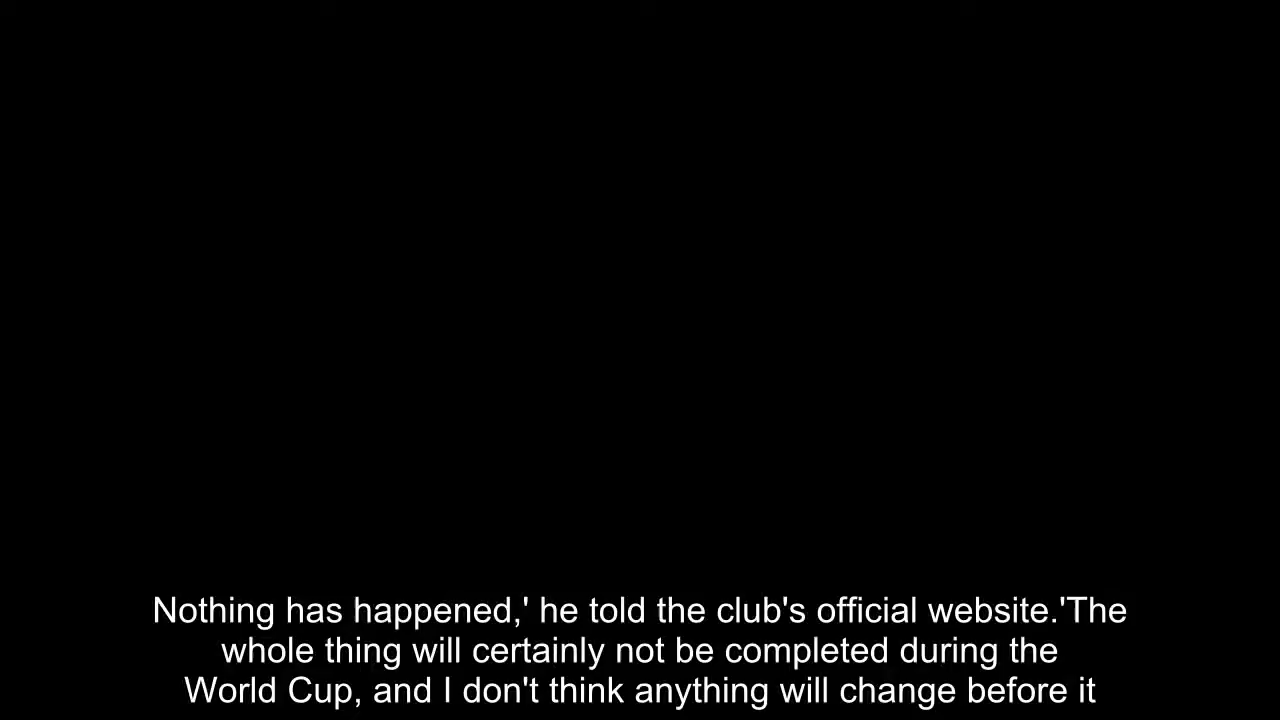 Nothing has happened,' he told the club's official website.'The
whole thing will certainly not be completed during the
World Cup, and I don't think anything will change before it